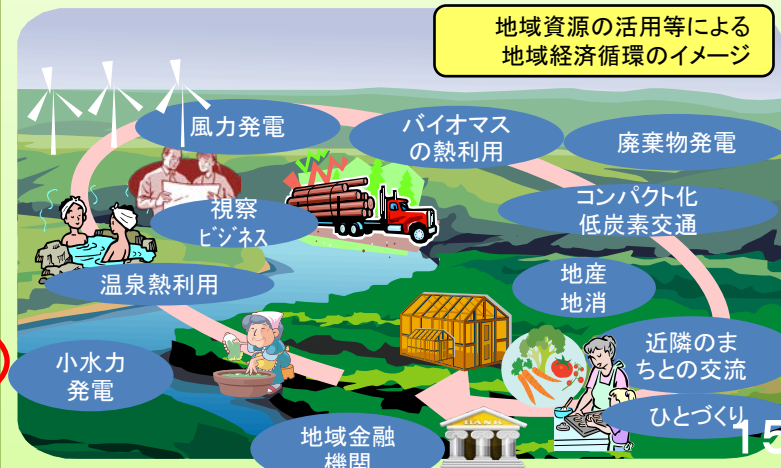 地域資源の活用等による
地域経済循環のイメージ
風力発電
バイオマス
の熱利用
廃棄物発電
視察
ビジネス
コンパクト化
低炭素交通
温泉熱利用
地産
地消
小水力
発電
近隣のま
ちとの交流
ひとづくり
地域金融
機関
BANK
15